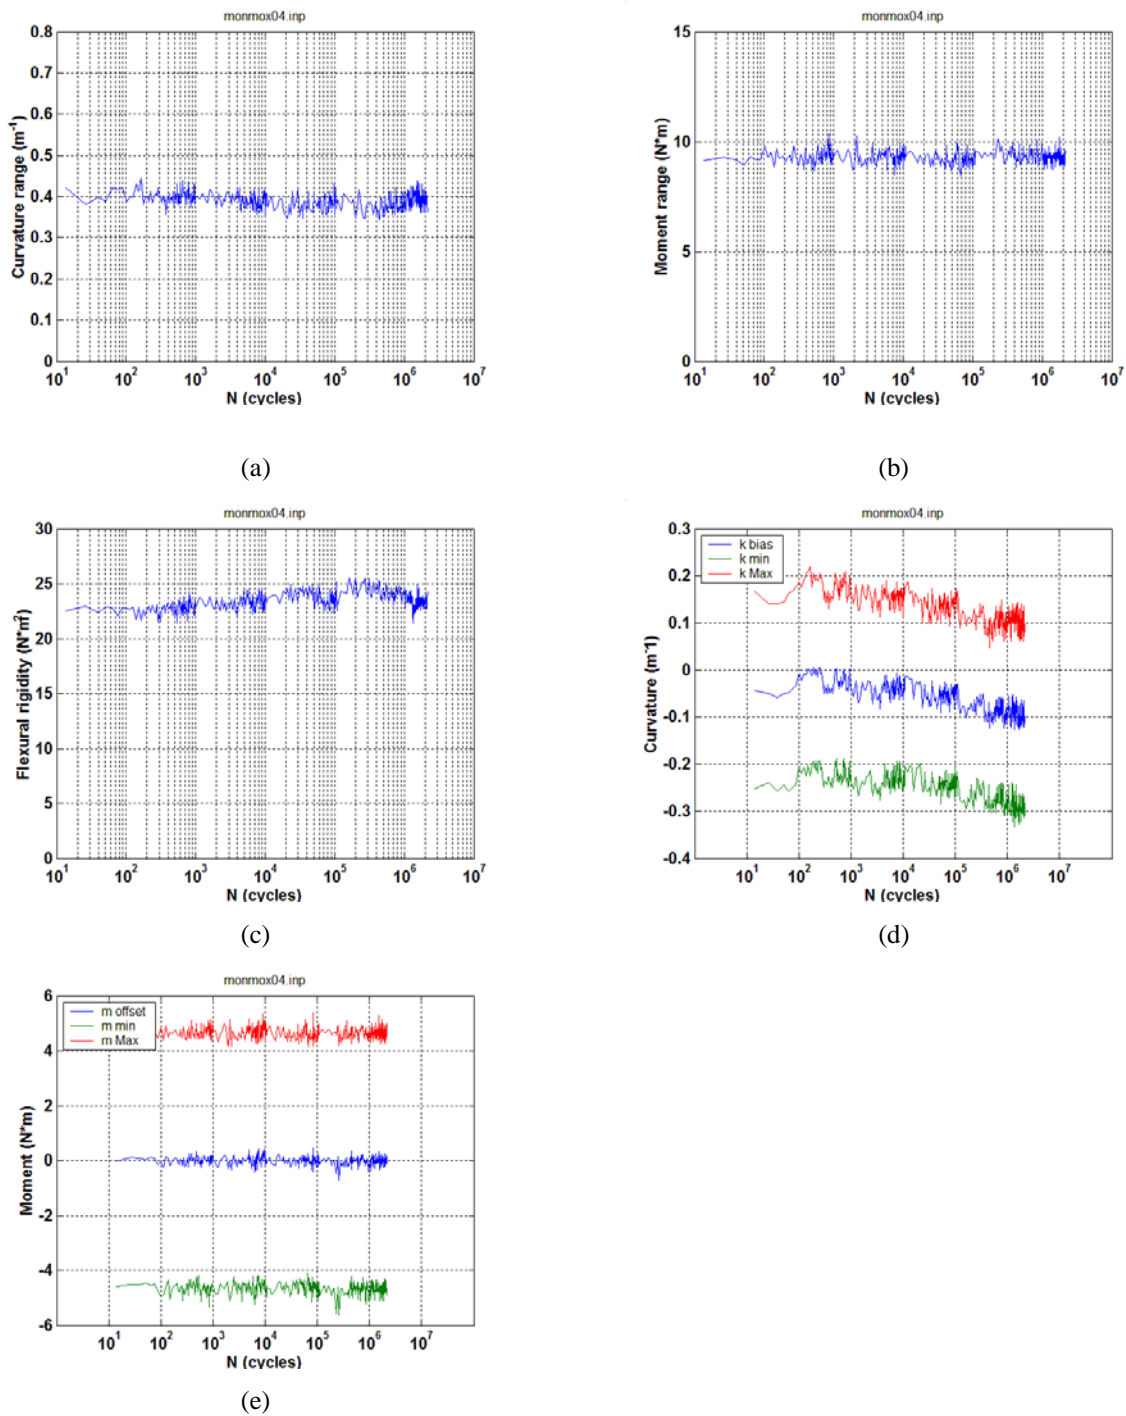 monmox04.inp
Curvature range (m⁻¹)
0.8
0.7
0.6
0.5
0.4
0.3
0.2
0.1
0
10¹ 10² 10³ 10⁴ 10⁵ 10⁶ 10⁷
N (cycles)
(a)
monmox04.inp
Moment range (N*m)
15
10
5
0
10¹ 10² 10³ 10⁴ 10⁵ 10⁶ 10⁷
N (cycles)
(b)
monmox04.inp
Flexural rigidity (N*m²)
30
25
20
15
10
5
0
10¹ 10² 10³ 10⁴ 10⁵ 10⁶ 10⁷
N (cycles)
(c)
monmox04.inp
k bias
k min
k Max
Curvature (m⁻¹)
0.3
0.2
0.1
0
-0.1
-0.2
-0.3
-0.4
10¹ 10² 10³ 10⁴ 10⁵ 10⁶ 10⁷
N (cycles)
(d)
monmox04.inp
m offset
m min
m Max
Moment (N*m)
6
4
2
0
-2
-4
-6
10¹ 10² 10³ 10⁴ 10⁵ 10⁶ 10⁷
N (cycles)
(e)